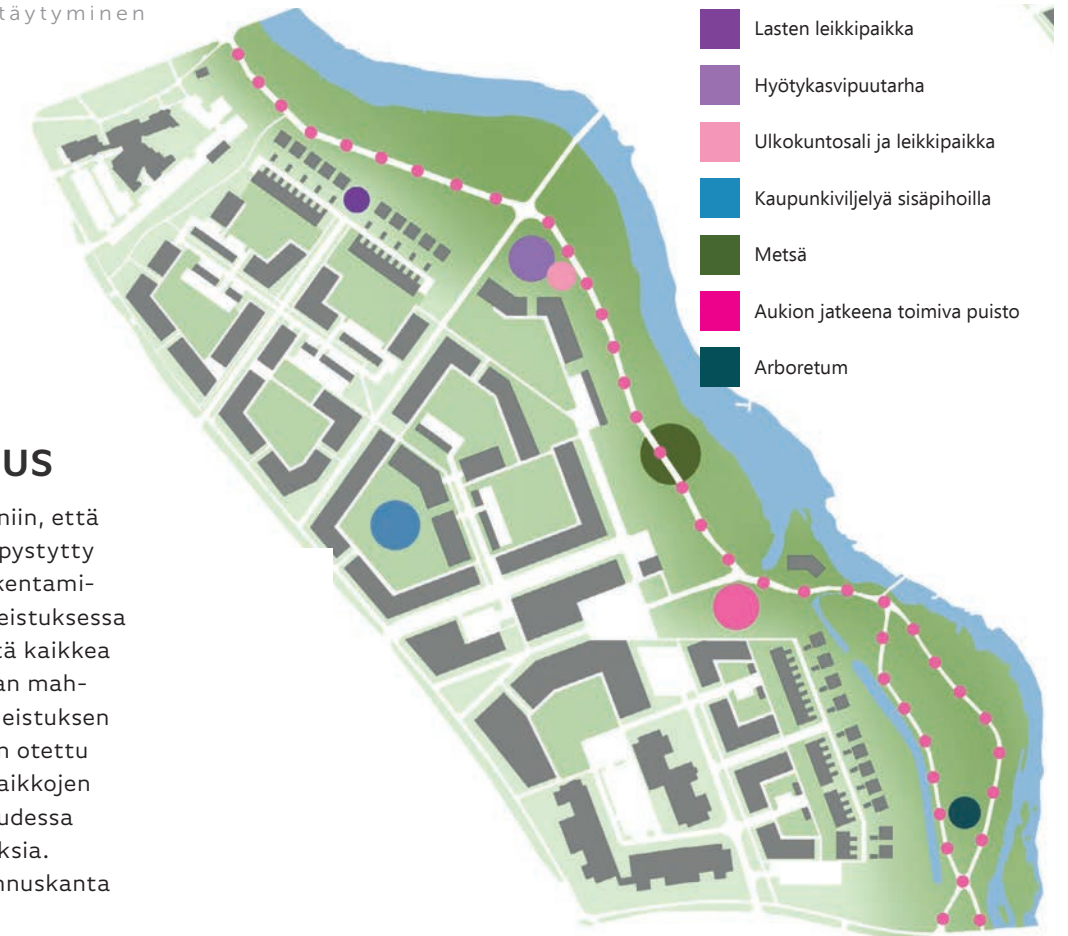 täytyminen
Lasten leikkipaikka
Hyötykasvipuutarha
Ulkokuntosali ja leikkipaikka
Kaupunkiviljelyä sisäpihoilla
Metsä
Aukion jatkeena toimiva puisto
Arboretum
US
niin, että
pystytty
kentami-
eistuksessa
tä kaikkea
an mah-
eistuksen
n otettu
aikkojen
udessa
ksia.
nnuskanta